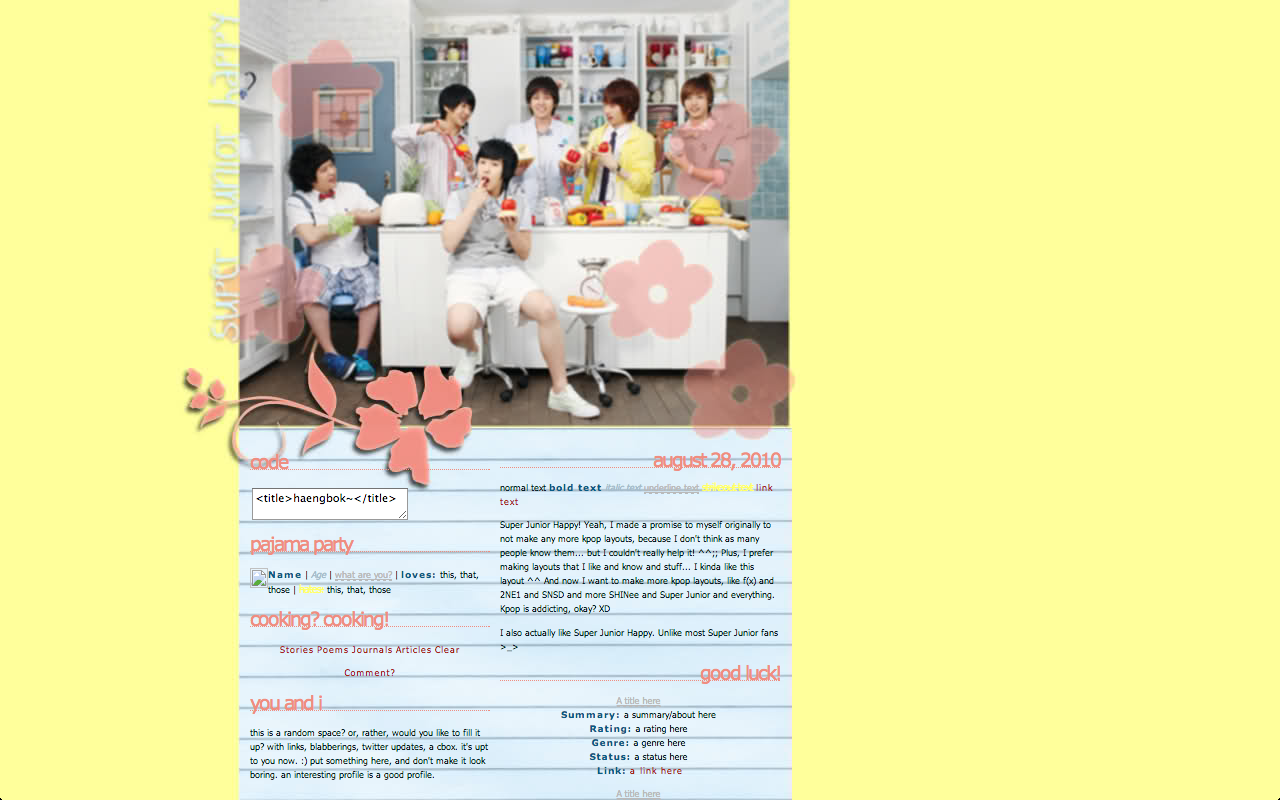 super junior happy
code
<title>haengbok~</title>
pajama party
Name | Age | what are you? | loves: this, that,
those | hates: this, that, those
cooking? cooking!
Stories Poems Journals Articles Clear
Comment?
you and i
this is a random space? or, rather, would you like to fill it
up? with links, blabberings, twitter updates, a cbox. it's upt
to you now. :) put something here, and don't make it look
boring. an interesting profile is a good profile.
august 28, 2010
normal text bold text italic text underline text link
text
Super Junior Happy! Yeah, I made a promise to myself originally to
not make any more kpop layouts, because I don't think as many
people know them... but I couldn't really help it! ^^;; Plus, I prefer
making layouts that I like and know and stuff... I kinda like this
layout ^^ And now I want to make more kpop layouts, like f(x) and
2NE1 and SNSD and more SHINee and Super Junior and everything.
Kpop is addicting, okay? XD
I also actually like Super Junior Happy. Unlike most Super Junior fans
>_>
good luck!
A title here
Summary: a summary/about here
Rating: a rating here
Genre: a genre here
Status: a status here
Link: a link here
A title here